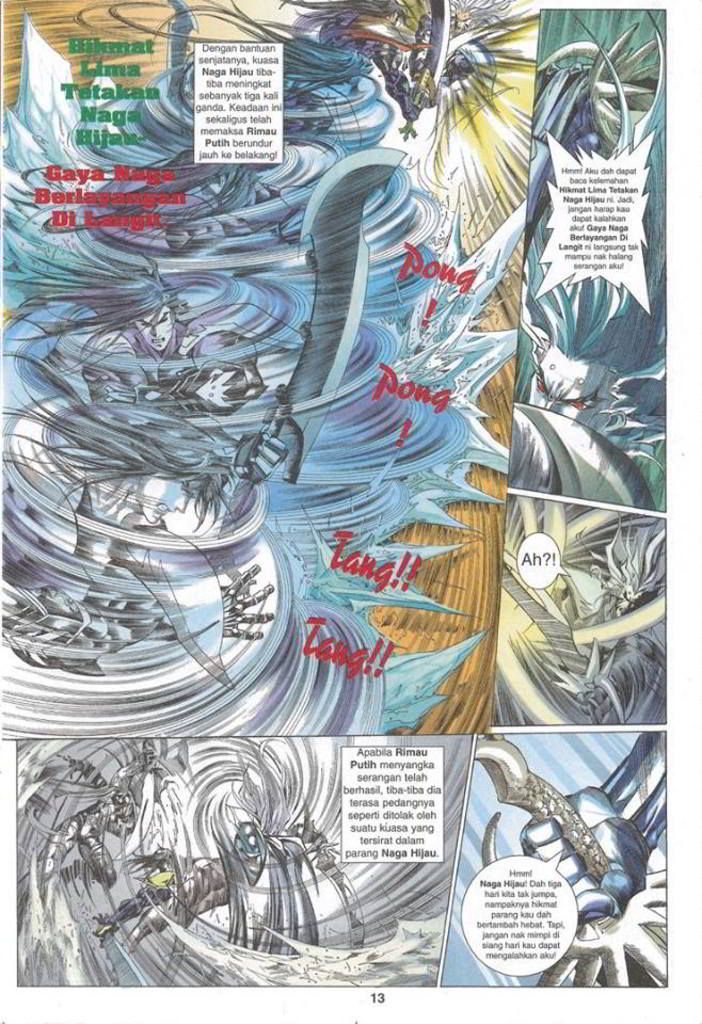 Hikmat
Lima
Tetakan
Naga
Hijau-
Gaya Naga
Berlayangan
Di Langit
Dengan bantuan
senjatanya, kuasa
Naga Hijau tiba-
tiba meningkat
sebanyak tiga kali
ganda. Keadaan ini
sekaligus telah
memaksa Rimau
Putih berundur
jauh ke belakang!
Hmm! Aku dah dapat
baca kelemahan
Hikmat Lima Tetakan
Naga Hijau ni. Jadi,
jangan harap kau
dapat kalahkan
aku! Gaya Naga
Berlayangan Di
Langit ni langsung tak
mampu nak halang
serangan aku!
Pong
!
Pong
!
Tang!!
Tang!!
Ah?!
Apabila Rimau
Putih menyangka
serangan telah
berhasil, tiba-tiba dia
terasa pedangnya
seperti ditolak oleh
suatu kuasa yang
tersirat dalam
parang Naga Hijau.
Hmm!
Naga Hijau! Dah tiga
hari kita tak jumpa,
nampaknya hikmat
parang kau dah
bertambah hebat. Tapi,
jangan nak mimpi di
siang hari kau dapat
mengalahkan aku!
13